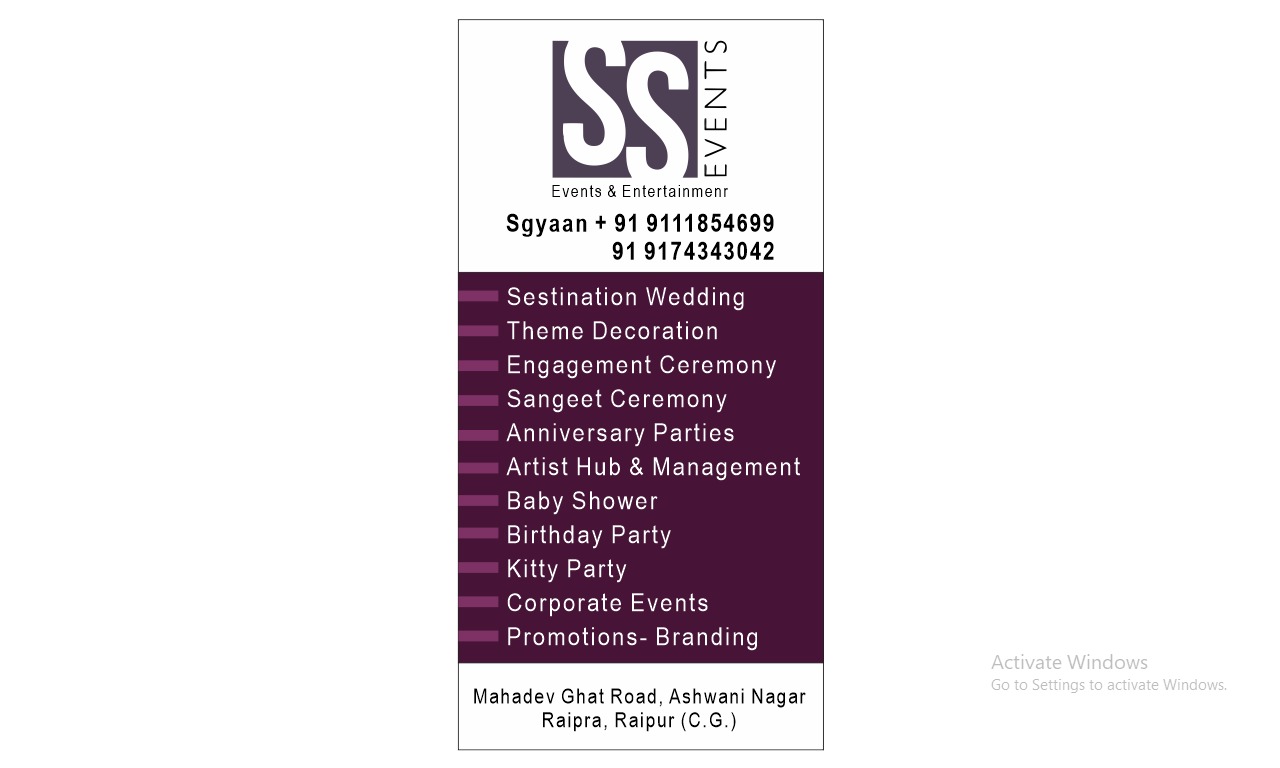 SS
EVENTS
Events & Entertainmenr
Sgyaan + 91 9111854699
91 9174343042
Sestination Wedding
Theme Decoration
Engagement Ceremony
Sangeet Ceremony
Anniversary Parties
Artist Hub & Management
Baby Shower
Birthday Party
Kitty Party
Corporate Events
Promotions- Branding
Mahadev Ghat Road, Ashwani Nagar
Raipra, Raipur (C.G.)
Activate Windows
Go to Settings to activate Windows.